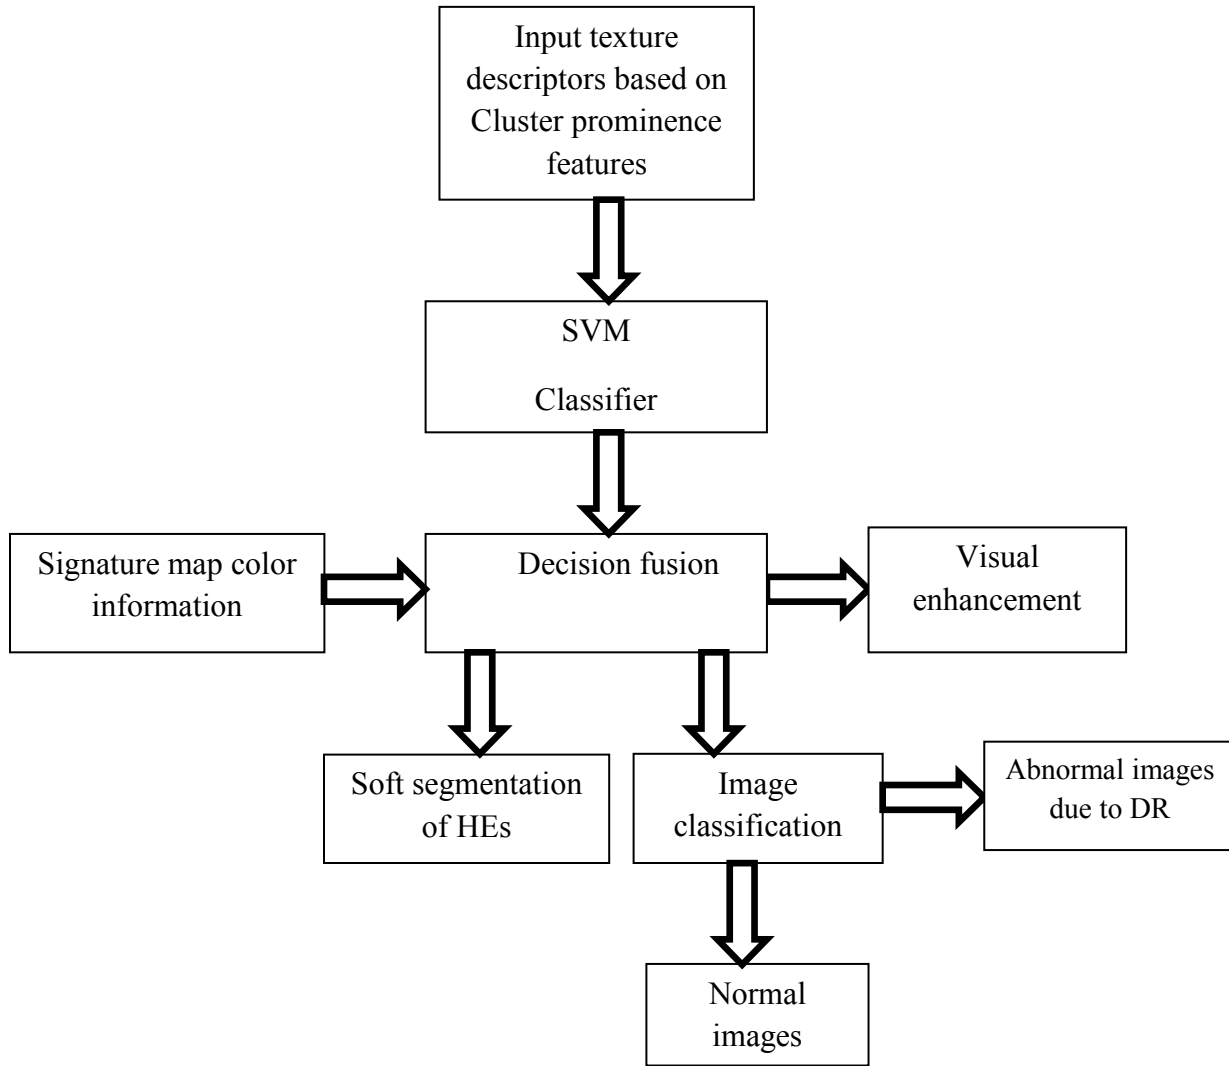 Input texture
descriptors based on
Cluster prominence
features
SVM
Classifier
Signature map color
information
Decision fusion
Visual
enhancement
Soft segmentation
of HEs
Image
classification
Abnormal images
due to DR
Normal
images